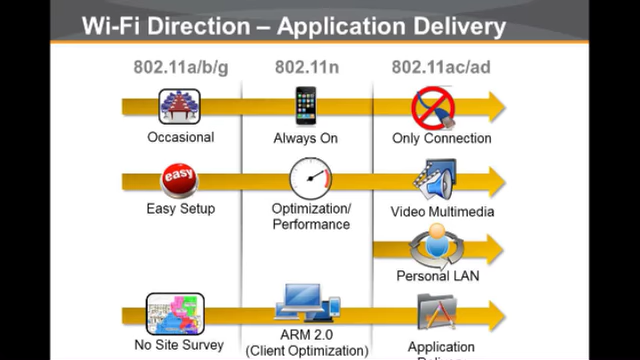 Wi-Fi Direction – Application Delivery
802.11a/b/g
802.11n
802.11ac/ad
Occasional
Always On
Only Connection
easy
Easy Setup
Optimization/
Performance
Video Multimedia
Personal LAN
No Site Survey
ARM 2.0
(Client Optimization)
Application